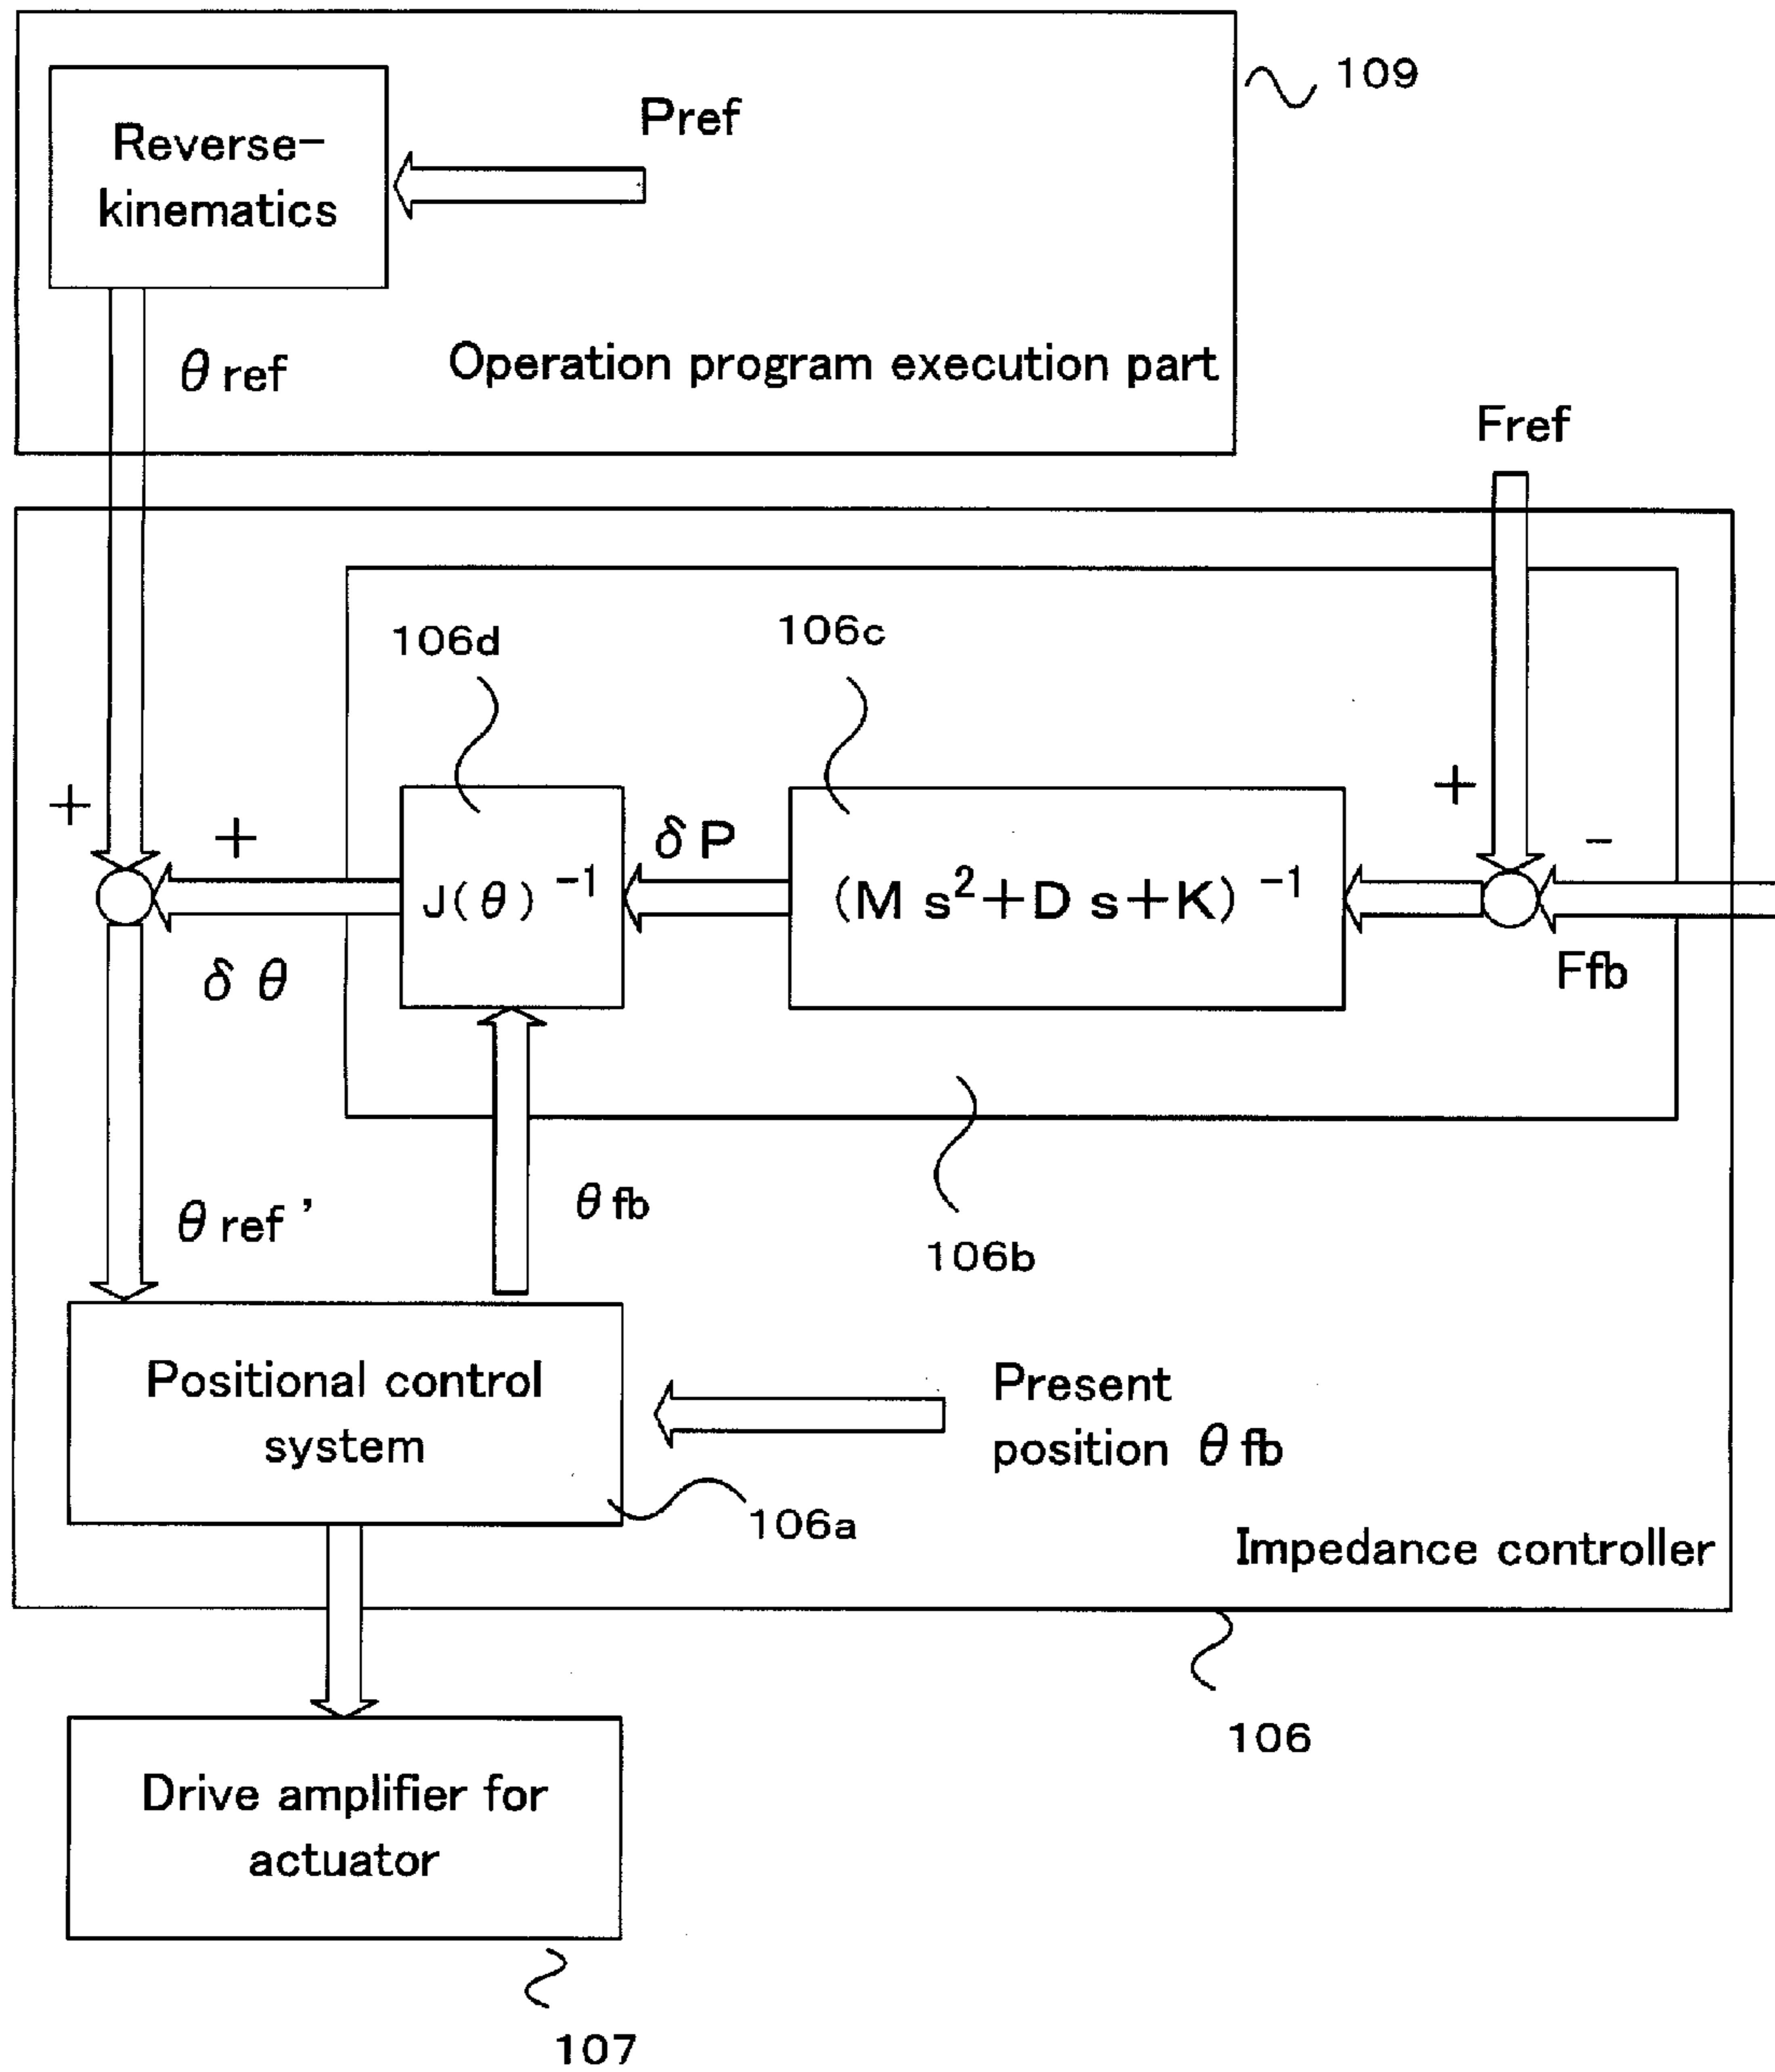 109
Pref
Reverse-
kinematics
θ ref
Operation program execution part
Fref
106d
106c
+
+
+
-
δ P
J(θ)⁻¹
(M s²+D s+K)⁻¹
δ θ
Ffb
θ ref '
θ fb
106b
Positional control
system
Present
position θ fb
106a
Impedance controller
106
Drive amplifier for
actuator
107